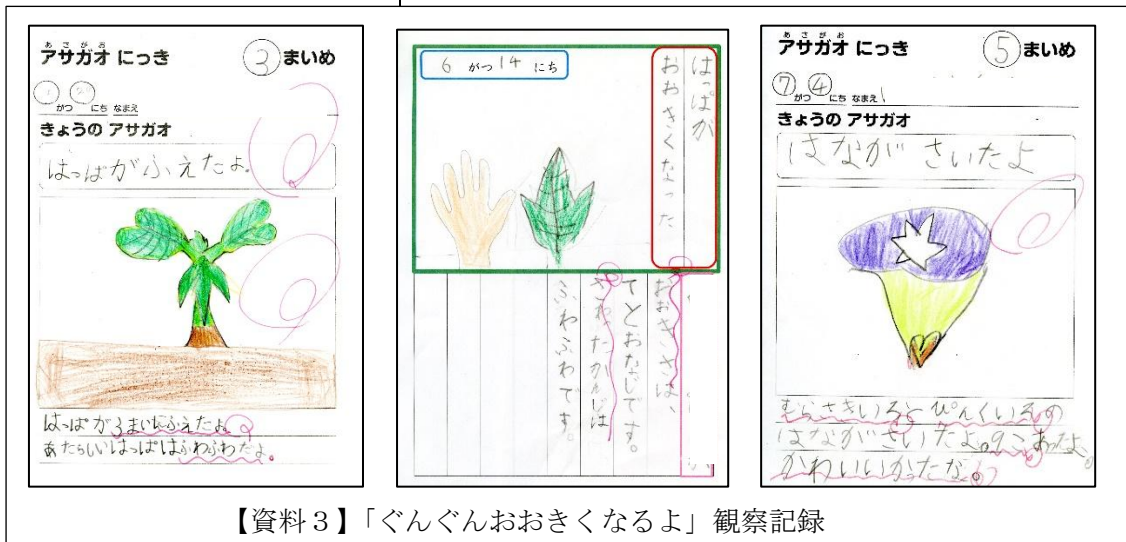 アサガオ にっき
あさがお
③まいめ
がつ にち なまえ
きょうの アサガオ
はっぱがふえたよ。
はっぱが3まいにふえたよ。
あたらしいはっぱはふわふわだよ。
6 がつ 14 にち
はっぱが
おおきくなった
おおきさは、
てとおなじです。
さわったかんじは
ふわふわです。
アサガオ にっき
あさがお
⑤まいめ
⑦がつ ④にち なまえ
きょうの アサガオ
はながさいたよ
むらさきいろと ぴんくいろの
はながさいたよ。9こあったよ。
かわいいかったな。
【資料3】「ぐんぐんおおきくなるよ」観察記録